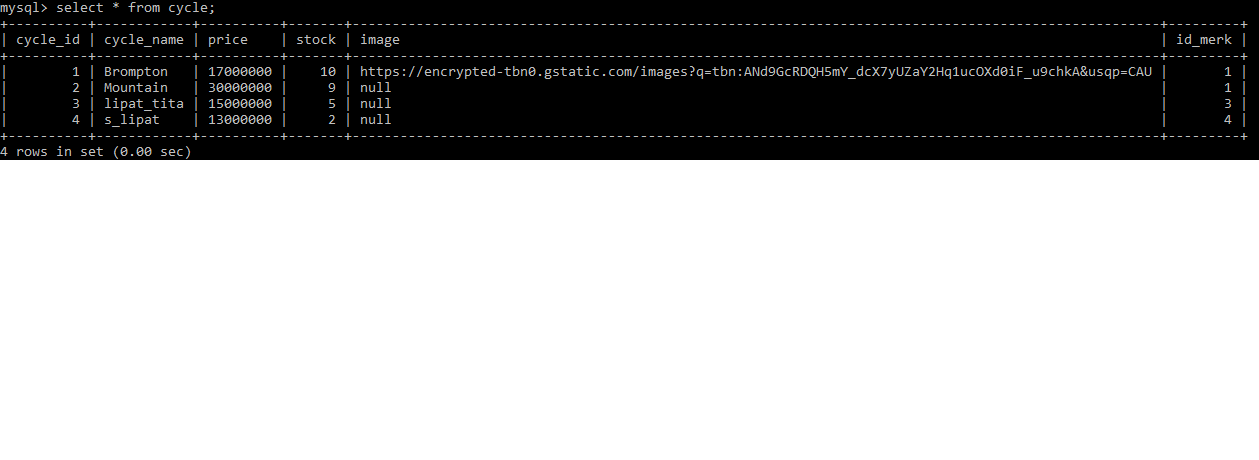 mysql> select * from cycle;
+----------+------------+----------+-------+-----------------------------------------------------------------------------------------------------+---------+
| cycle_id | cycle_name | price    | stock | image                                                                                               | id_merk |
+----------+------------+----------+-------+-----------------------------------------------------------------------------------------------------+---------+
|        1 | Brompton   | 17000000 |    10 | https://encrypted-tbn0.gstatic.com/images?q=tbn:ANd9GcRDQH5mY_dcX7yUZaY2Hq1ucOXd0iF_u9chkA&usqp=CAU |       1 |
|        2 | Mountain   | 30000000 |     9 | null                                                                                                |       1 |
|        3 | lipat_tita | 15000000 |     5 | null                                                                                                |       3 |
|        4 | s_lipat    | 13000000 |     2 | null                                                                                                |       4 |
+----------+------------+----------+-------+-----------------------------------------------------------------------------------------------------+---------+
4 rows in set (0.00 sec)